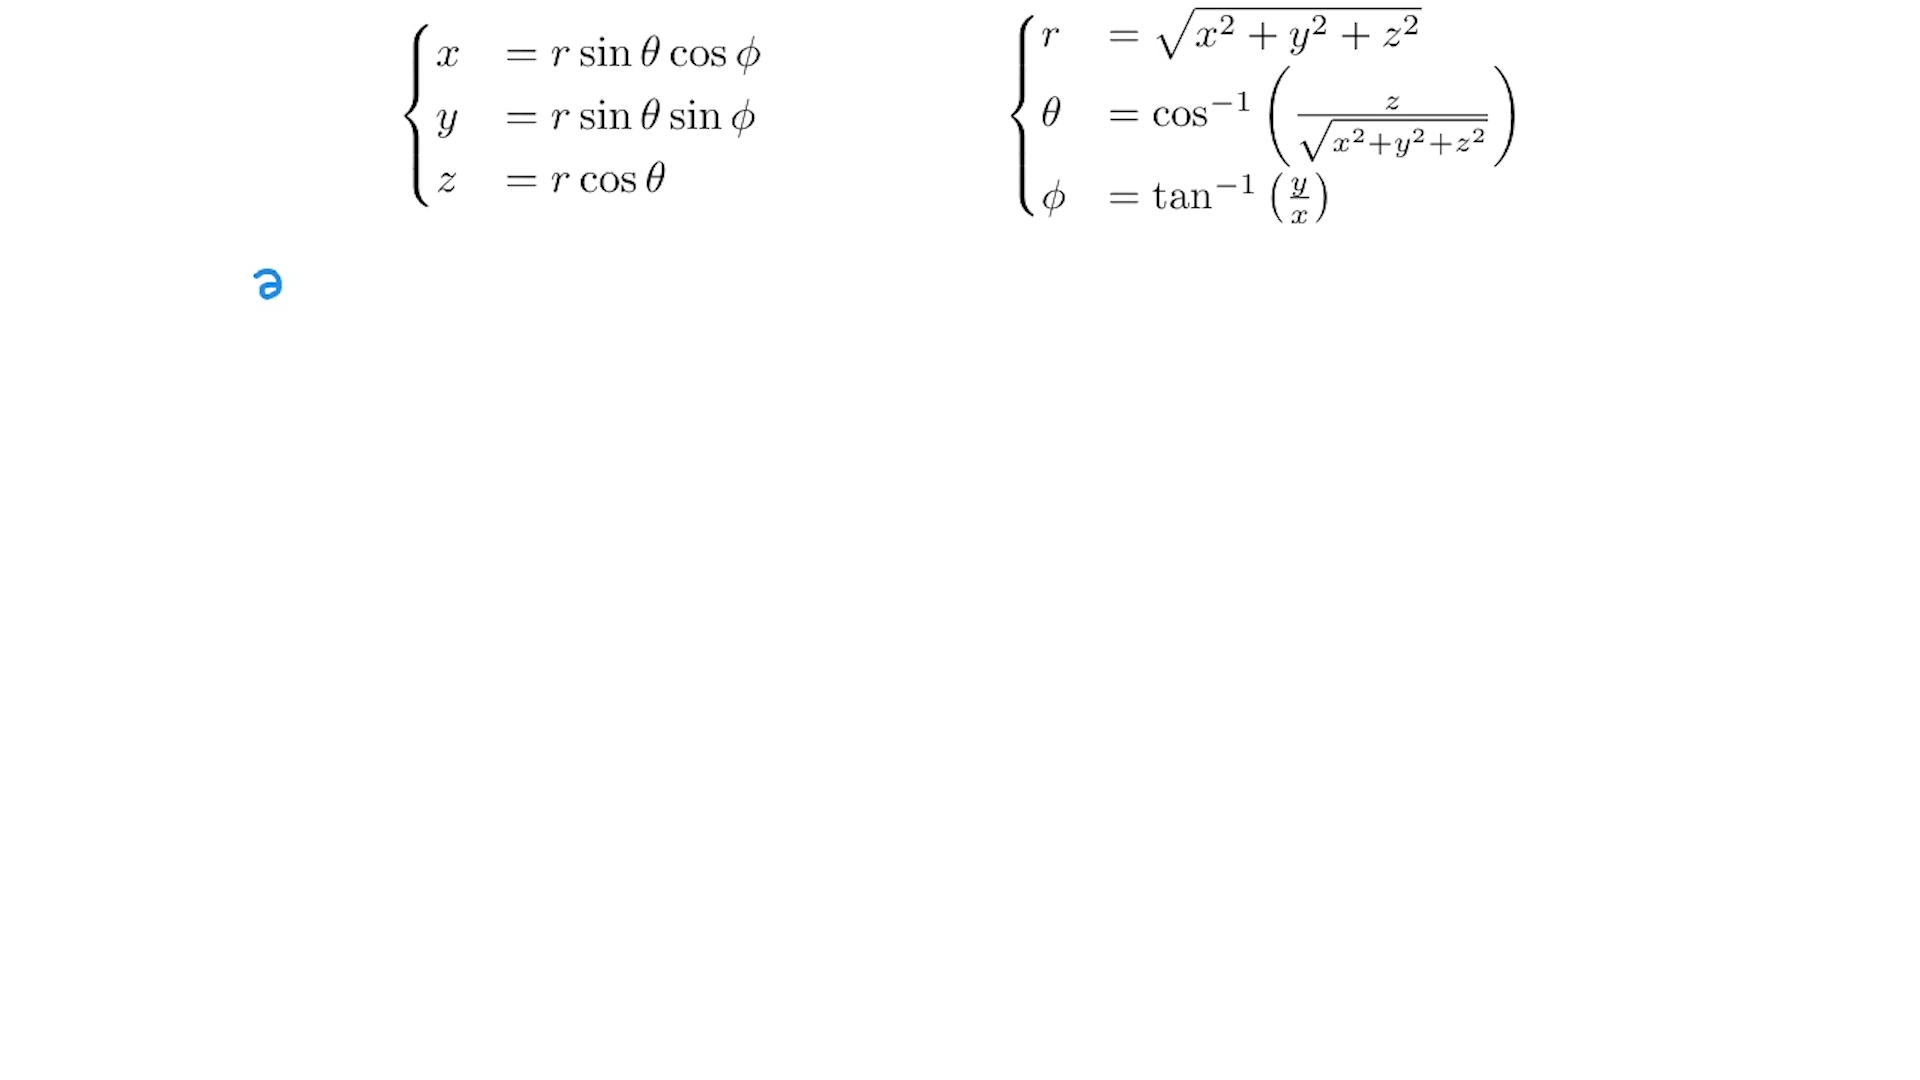 x = r sin θ cos ϕ
y = r sin θ sin ϕ
z = r cos θ
r = √(x² + y² + z²)
θ = cos⁻¹ (z / √(x²+y²+z²))
ϕ = tan⁻¹ (y/x)
∂